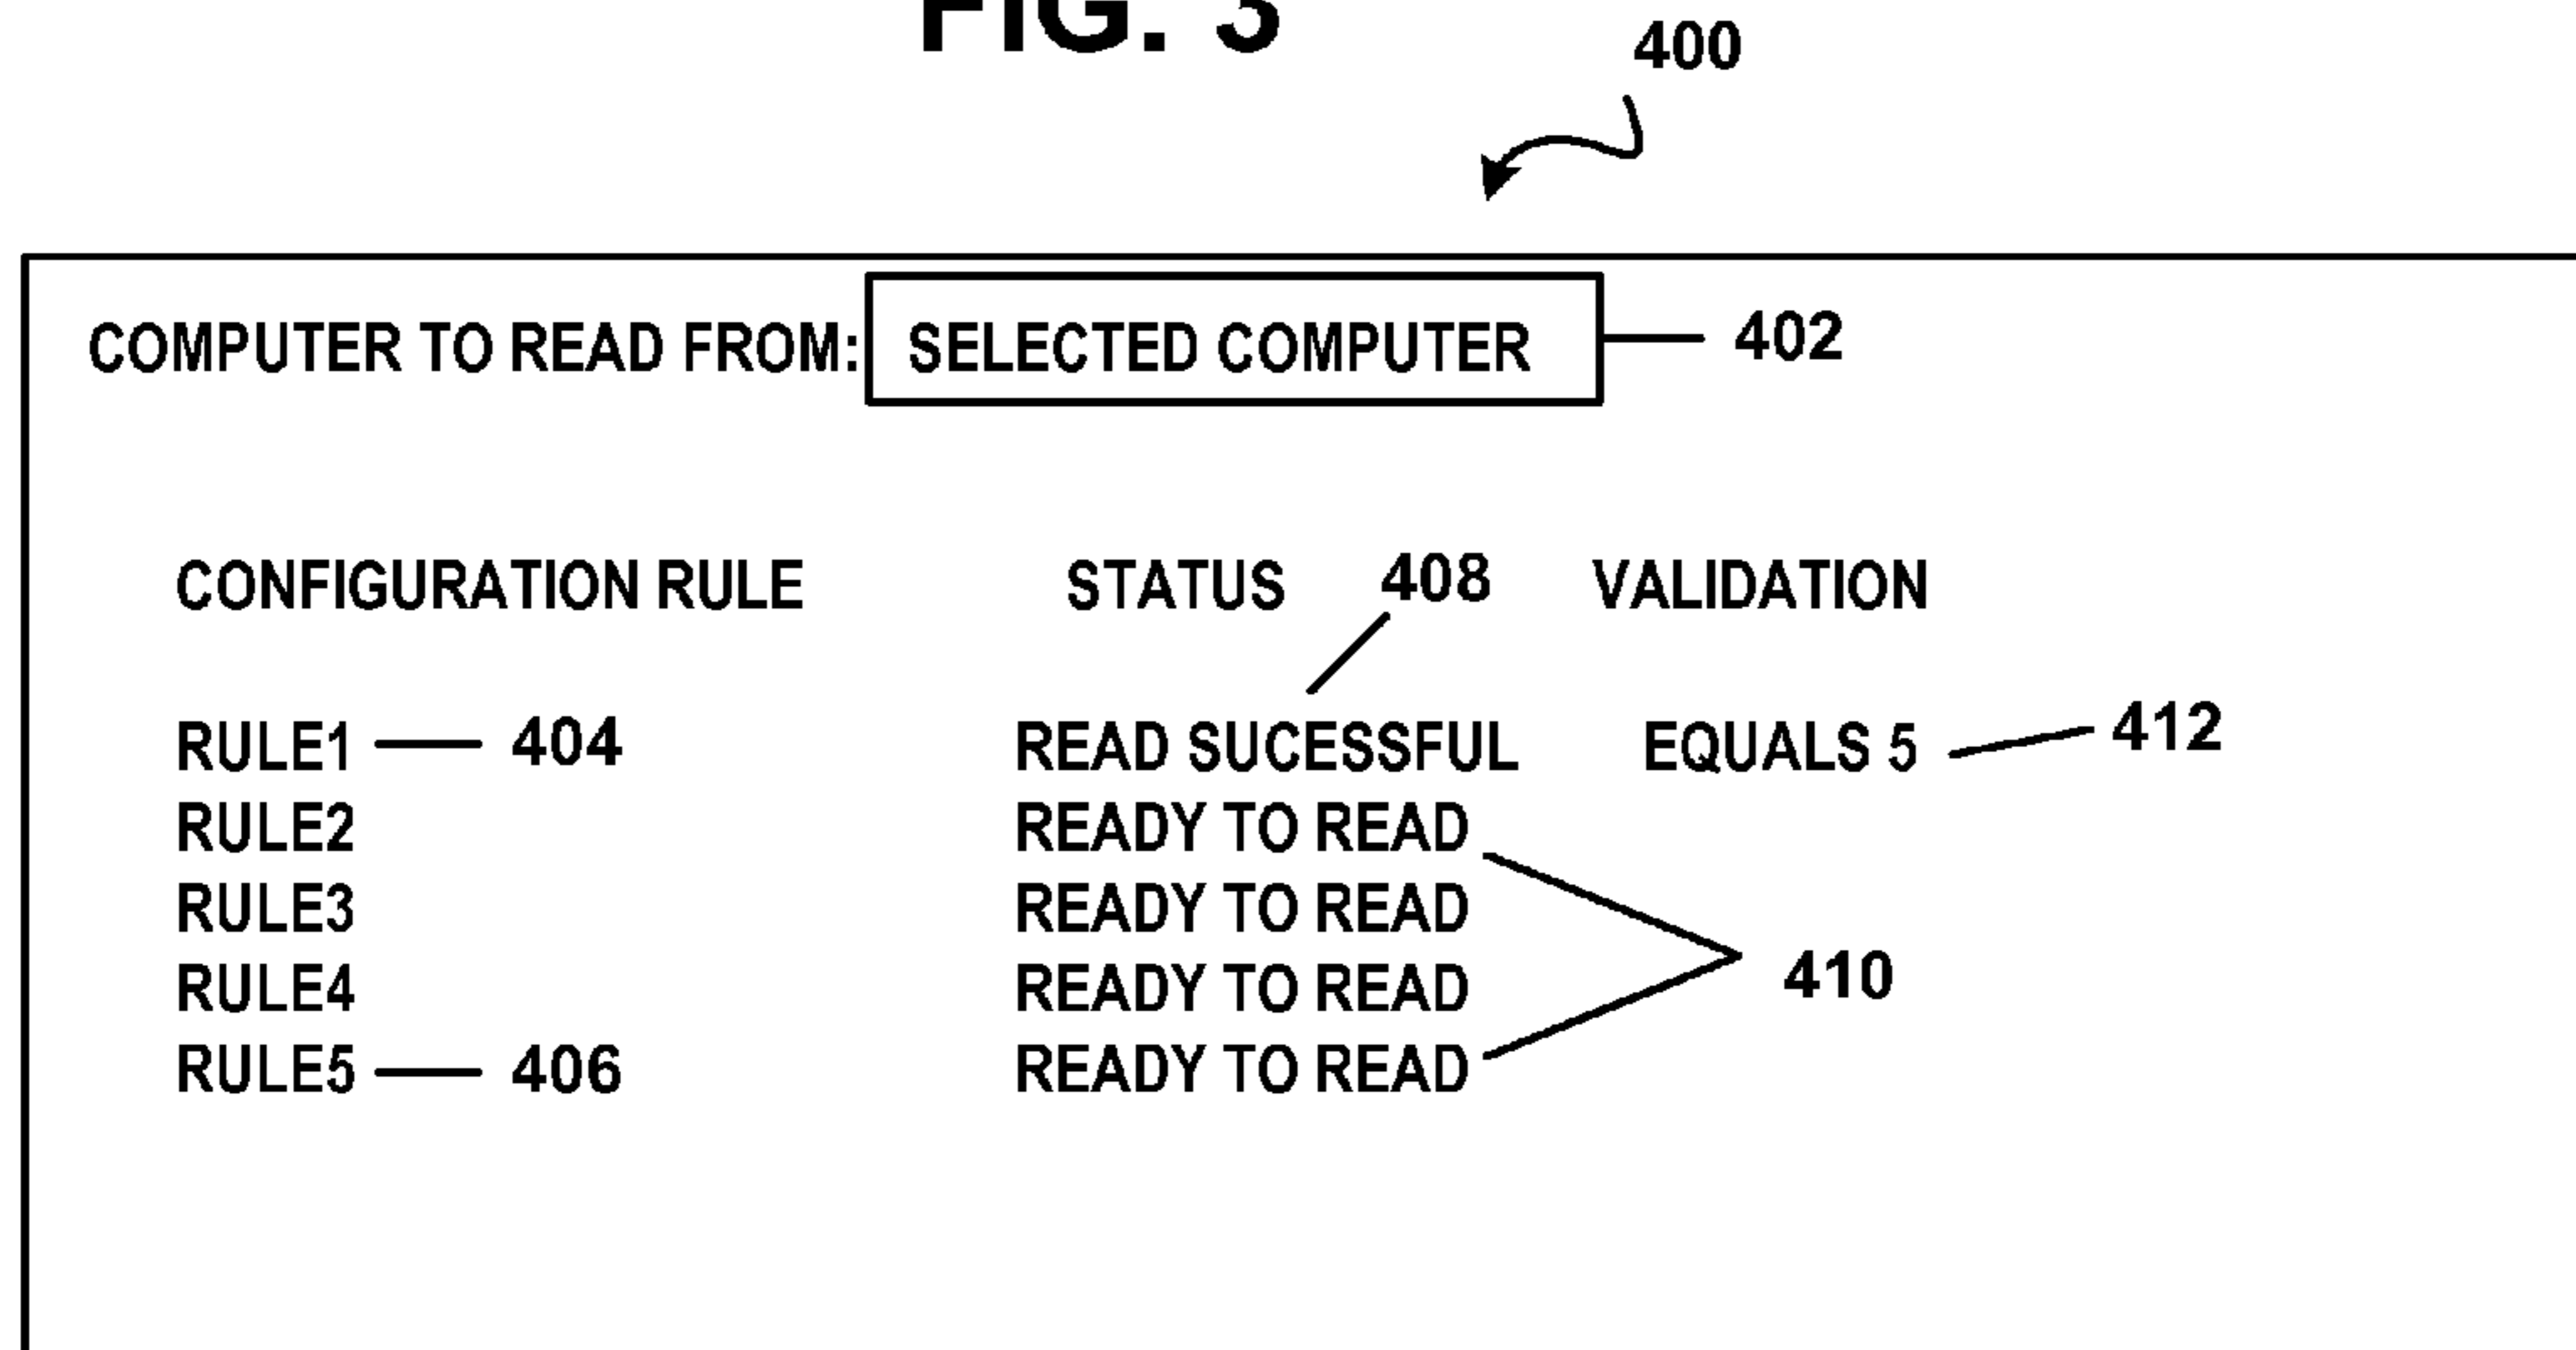 FIG. 3
400
COMPUTER TO READ FROM: SELECTED COMPUTER 402
CONFIGURATION RULE STATUS 408 VALIDATION
RULE1 404 READ SUCESSFUL EQUALS 5 412
RULE2 READY TO READ
RULE3 READY TO READ
RULE4 READY TO READ 410
RULE5 406 READY TO READ